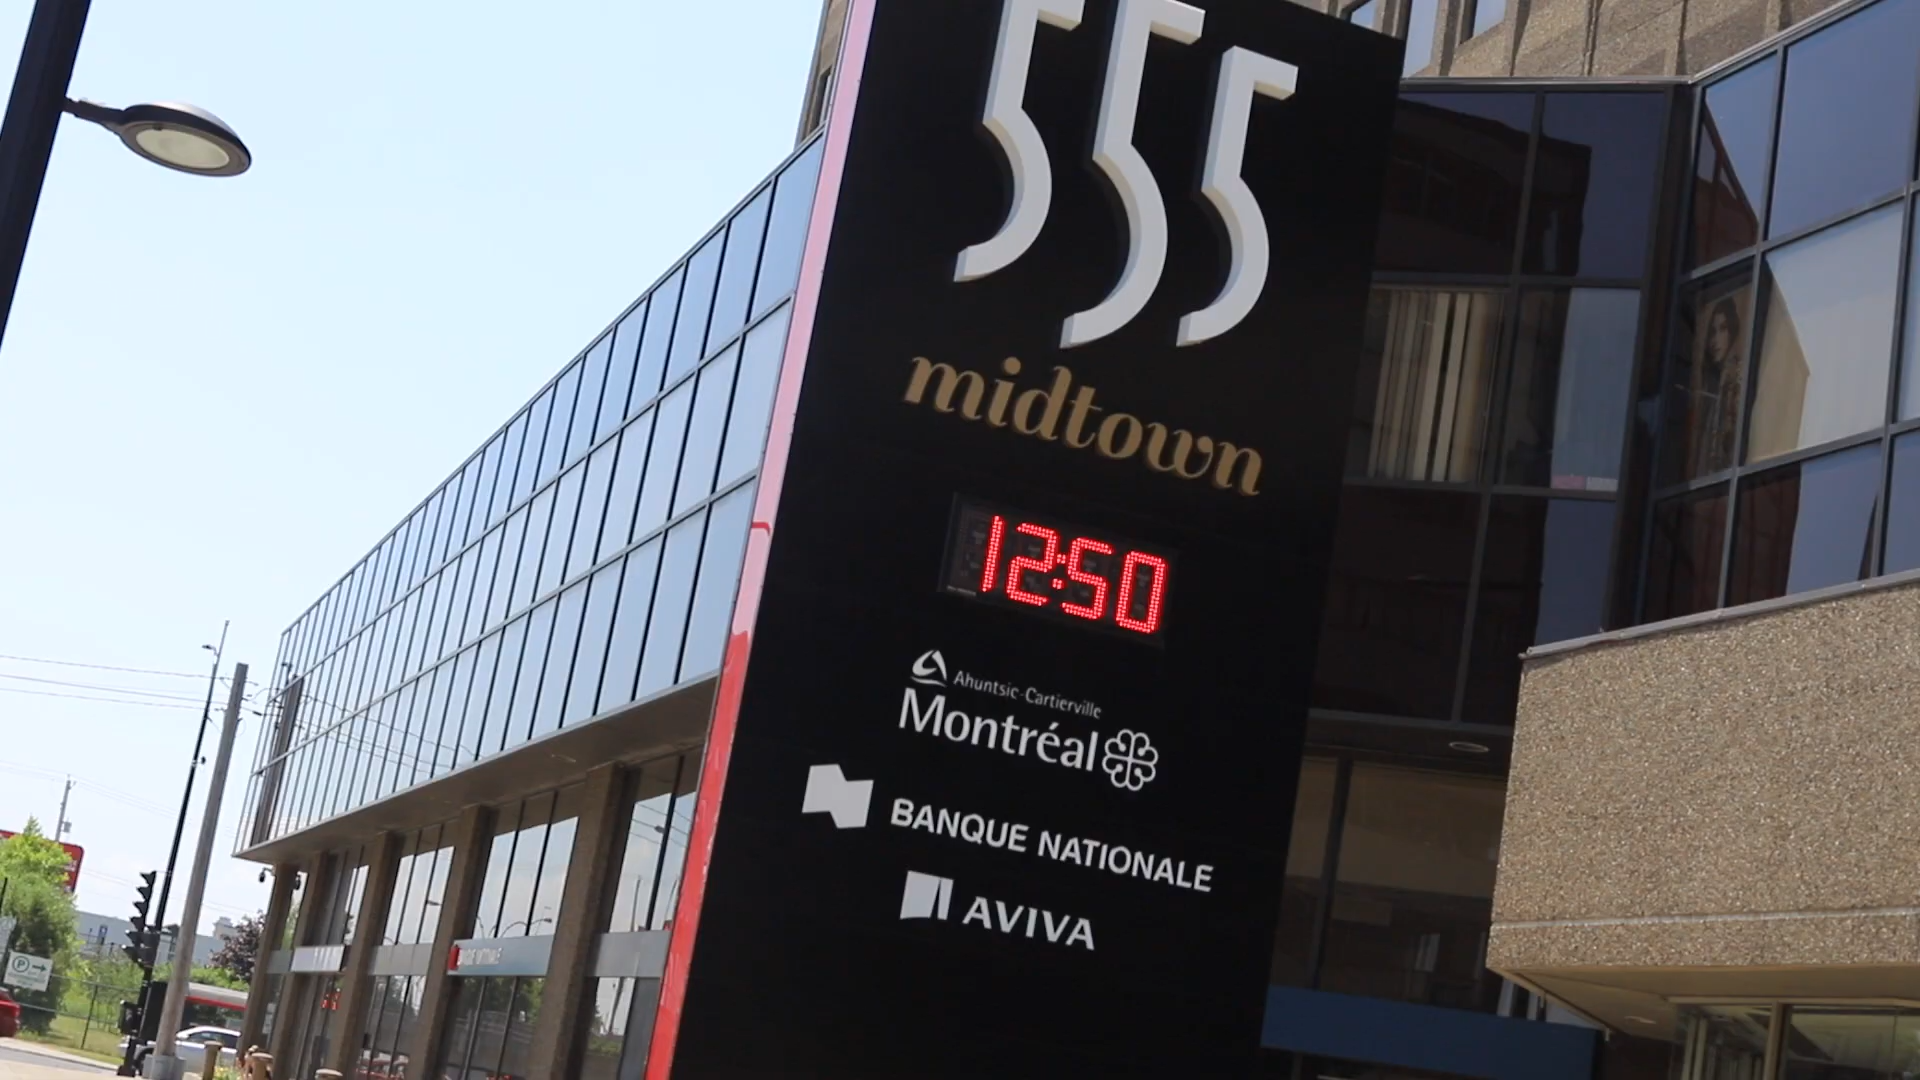 555
midtown
12:50
Ahuntsic-Cartierville
Montréal
BANQUE NATIONALE
AVIVA
P